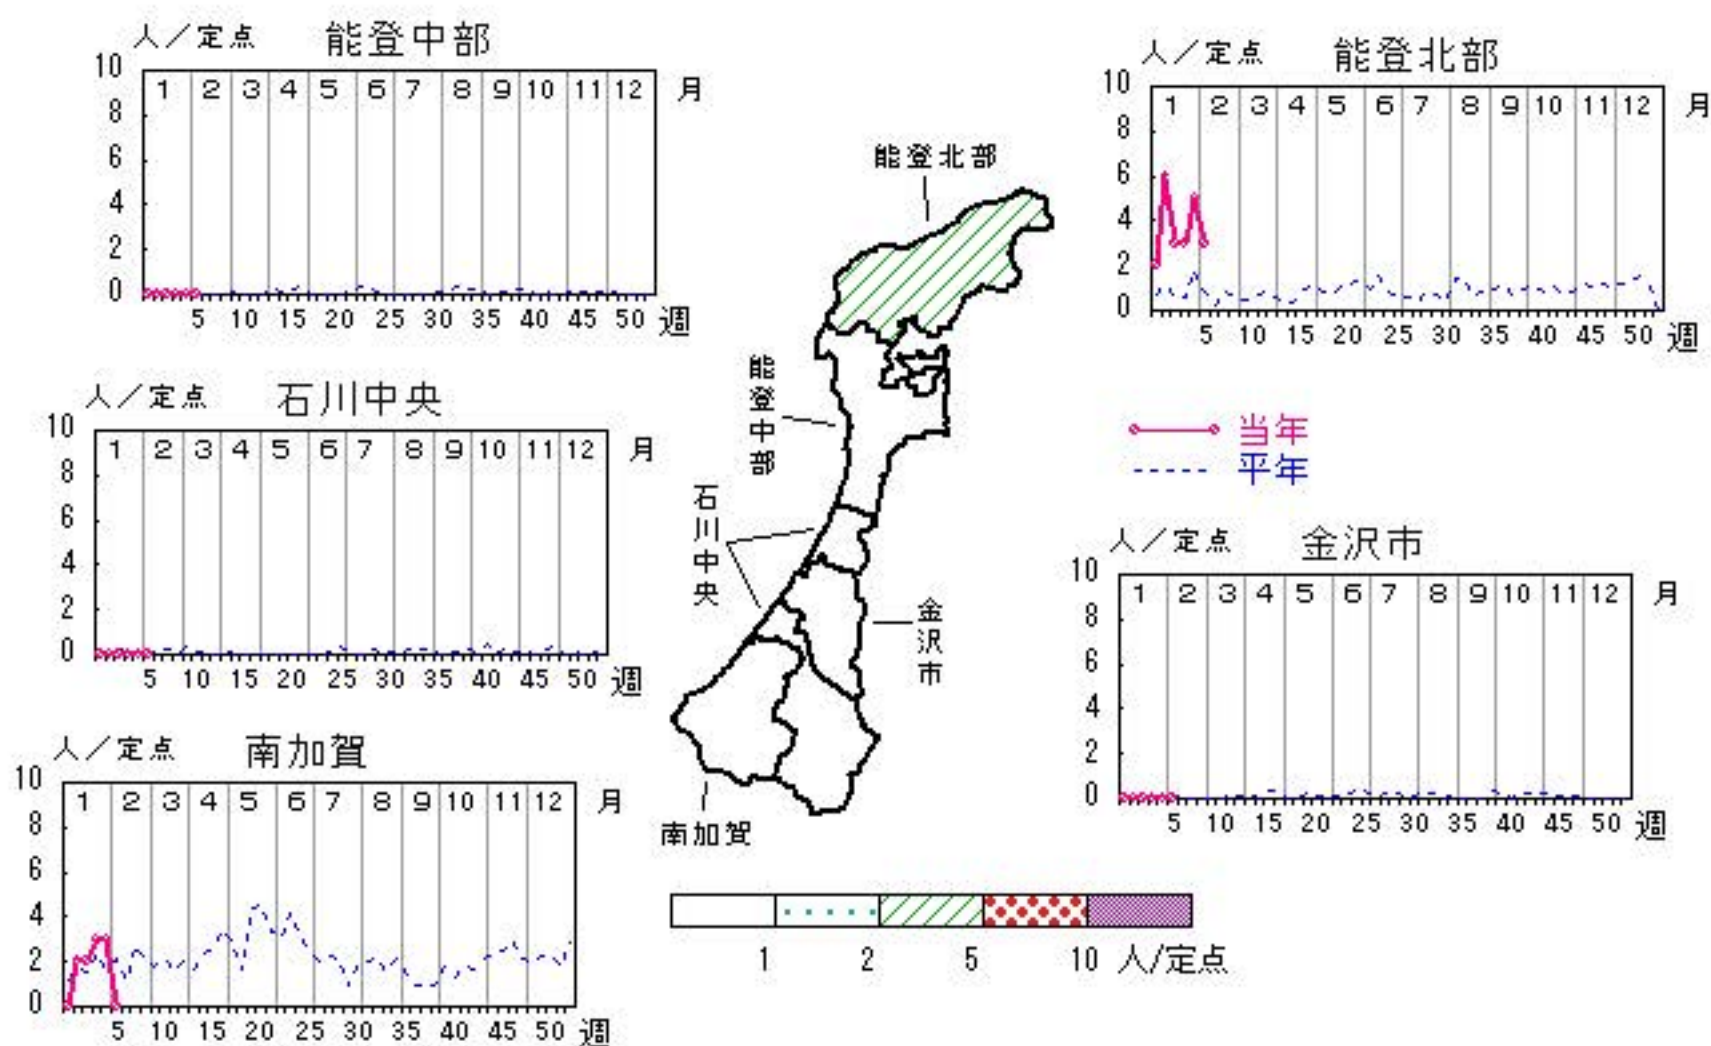 人／定点 能登中部
10 8 6 4 2 0
1 2 3 4 5 6 7 8 9 10 11 12 月
5 10 15 20 25 30 35 40 45 50 週
人／定点 能登北部
10 8 6 4 2 0
1 2 3 4 5 6 7 8 9 10 11 12 月
5 10 15 20 25 30 35 40 45 50 週
能登北部
能登中部
石川中央
金沢市
南加賀
人／定点 石川中央
10 8 6 4 2 0
1 2 3 4 5 6 7 8 9 10 11 12 月
5 10 15 20 25 30 35 40 45 50 週
当年
平年
人／定点 金沢市
10 8 6 4 2 0
1 2 3 4 5 6 7 8 9 10 11 12 月
5 10 15 20 25 30 35 40 45 50 週
人／定点 南加賀
10 8 6 4 2 0
1 2 3 4 5 6 7 8 9 10 11 12 月
5 10 15 20 25 30 35 40 45 50 週
1 2 5 10 人/定点